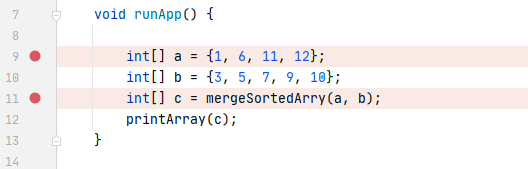 7 void runApp() {
8
9 int[] a = {1, 6, 11, 12};
10 int[] b = {3, 5, 7, 9, 10};
11 int[] c = mergeSortedArry(a, b);
12 printArray(c);
13 }
14